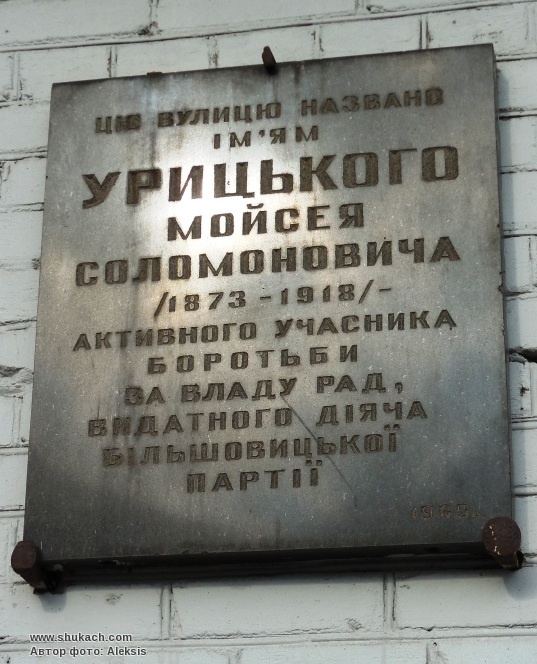 ЦЮ ВУЛИЦЮ НАЗВАНО
ІМ'ЯМ
УРИЦЬКОГО
МОЙСЕЯ
СОЛОМОНОВИЧА
/1873-1918/-
АКТИВНОГО УЧАСНИКА
БОРОТЬБИ
ЗА ВЛАДУ РАД,
ВИДАТНОГО ДІЯЧА
БІЛЬШОВИЦЬКОЇ
ПАРТІЇ
www.shukach.com
Автор фото: Aleksis